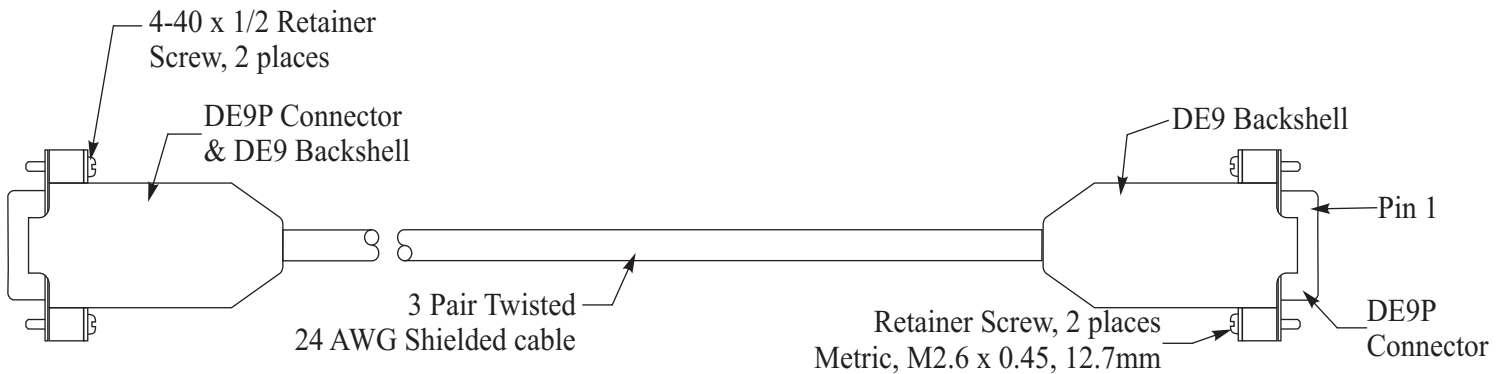 4-40 x 1/2 Retainer
Screw, 2 places
DE9P Connector
& DE9 Backshell
DE9 Backshell
Pin 1
3 Pair Twisted
24 AWG Shielded cable
Retainer Screw, 2 places
Metric, M2.6 x 0.45, 12.7mm
DE9P
Connector